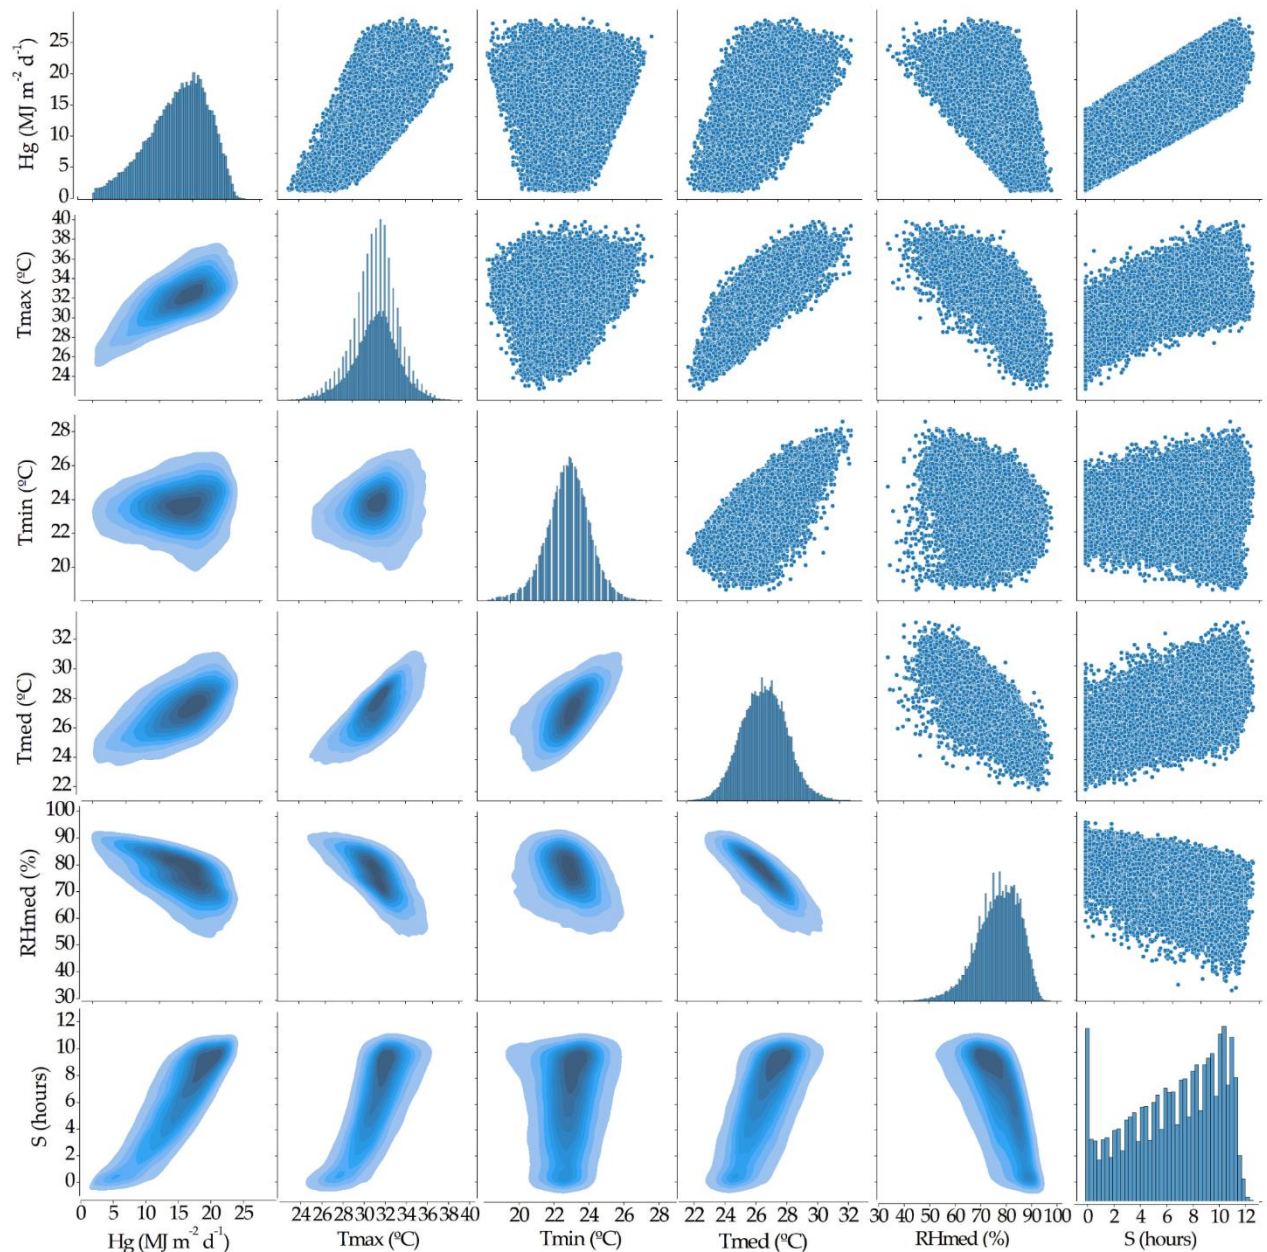 Hg (MJ m⁻² d⁻¹)
25
20
15
10
5
0
Tmax (ºC)
40
38
36
34
32
30
28
26
24
Tmin (ºC)
28
26
24
22
20
Tmed (ºC)
32
30
28
26
24
22
RHmed (%)
100
90
80
70
60
50
40
30
S (hours)
12
10
8
6
4
2
0
0 5 10 15 20 25
24 26 28 30 32 34 36 38 40
20 22 24 26 28
22 24 26 28 30 32
30 40 50 60 70 80 90 100
0 2 4 6 8 10 12
Hg (MJ m⁻² d⁻¹)
Tmax (ºC)
Tmin (ºC)
Tmed (ºC)
RHmed (%)
S (hours)